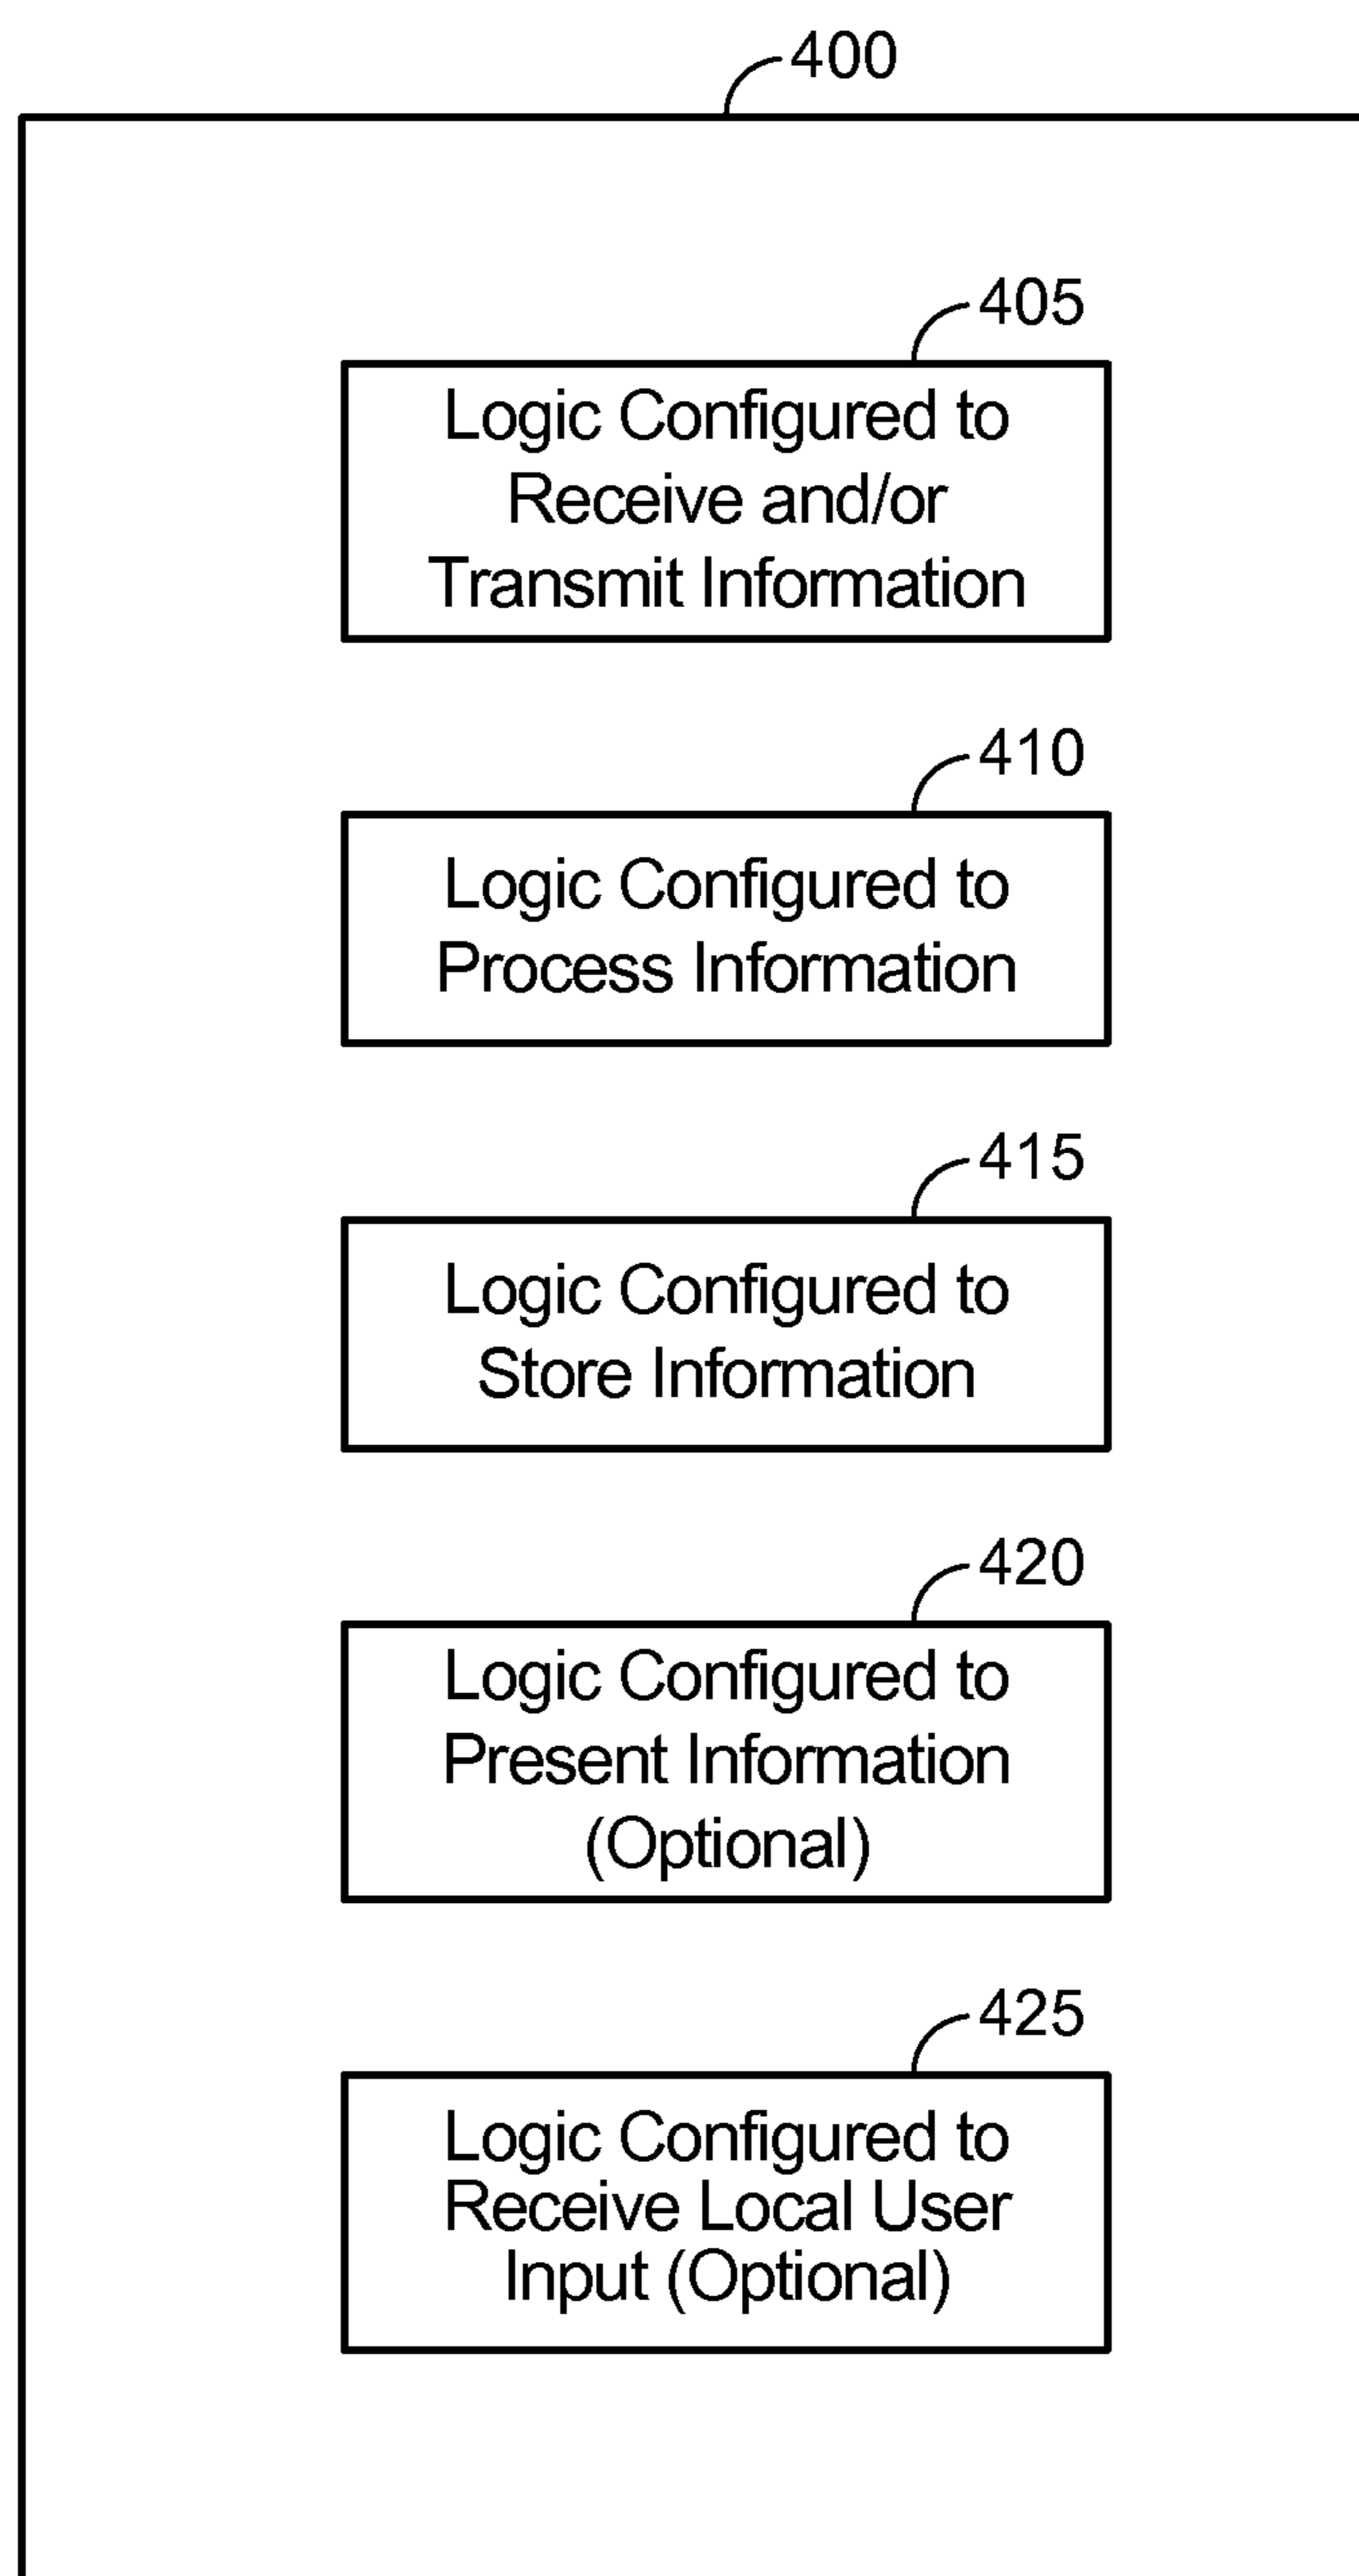 400
405
Logic Configured to
Receive and/or
Transmit Information
410
Logic Configured to
Process Information
415
Logic Configured to
Store Information
420
Logic Configured to
Present Information
(Optional)
425
Logic Configured to
Receive Local User
Input (Optional)